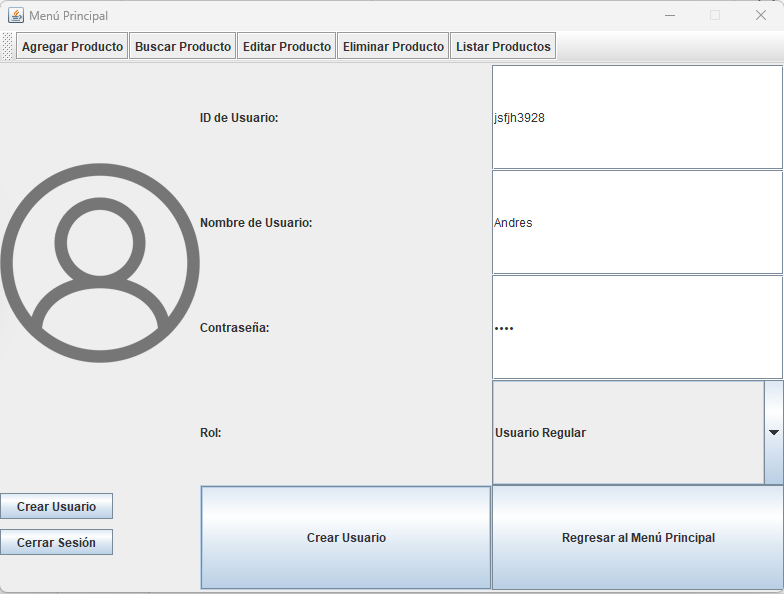 Menú Principal
Agregar Producto Buscar Producto Editar Producto Eliminar Producto Listar Productos
ID de Usuario: jsfjh3928
Nombre de Usuario: Andres
Contraseña: ••••
Rol: Usuario Regular
Crear Usuario
Cerrar Sesión
Crear Usuario Regresar al Menú Principal